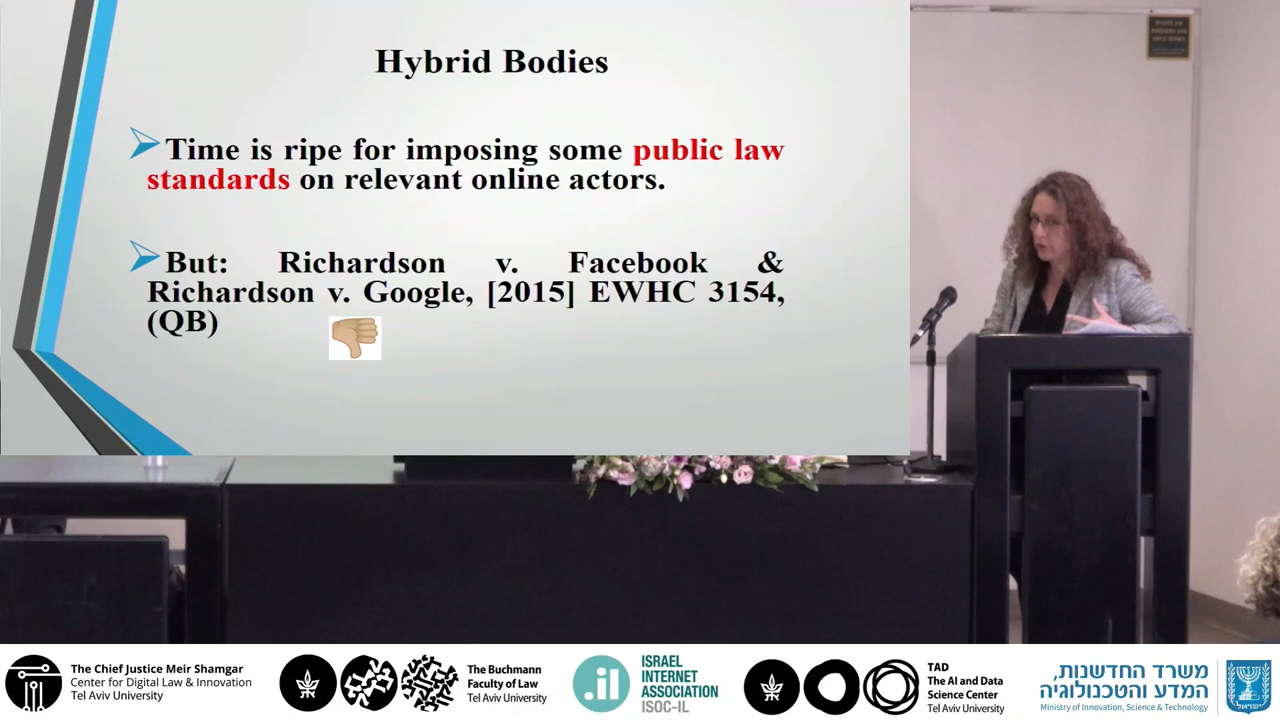 Hybrid Bodies
Time is ripe for imposing some public law
standards on relevant online actors.
But: Richardson v. Facebook &
Richardson v. Google, [2015] EWHC 3154,
(QB)
The Chief Justice Meir Shamgar
Center for Digital Law & Innovation
Tel Aviv University
The Buchmann
Faculty of Law
Tel Aviv University
.il
ISRAEL
INTERNET
ASSOCIATION
ISOC-IL
TAD
The AI and Data
Science Center
Tel Aviv University
משרד החדשנות,
המדע והטכנולוגיה
Ministry of Innovation, Science & Technology